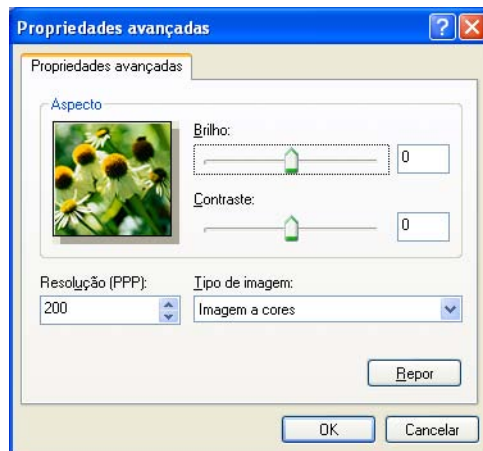 Propriedades avançadas
Propriedades avançadas
Aspecto
Brilho:
0
Contraste:
0
Resolução (PPP):
Tipo de imagem:
200
Imagem a cores
Repor
OK
Cancelar